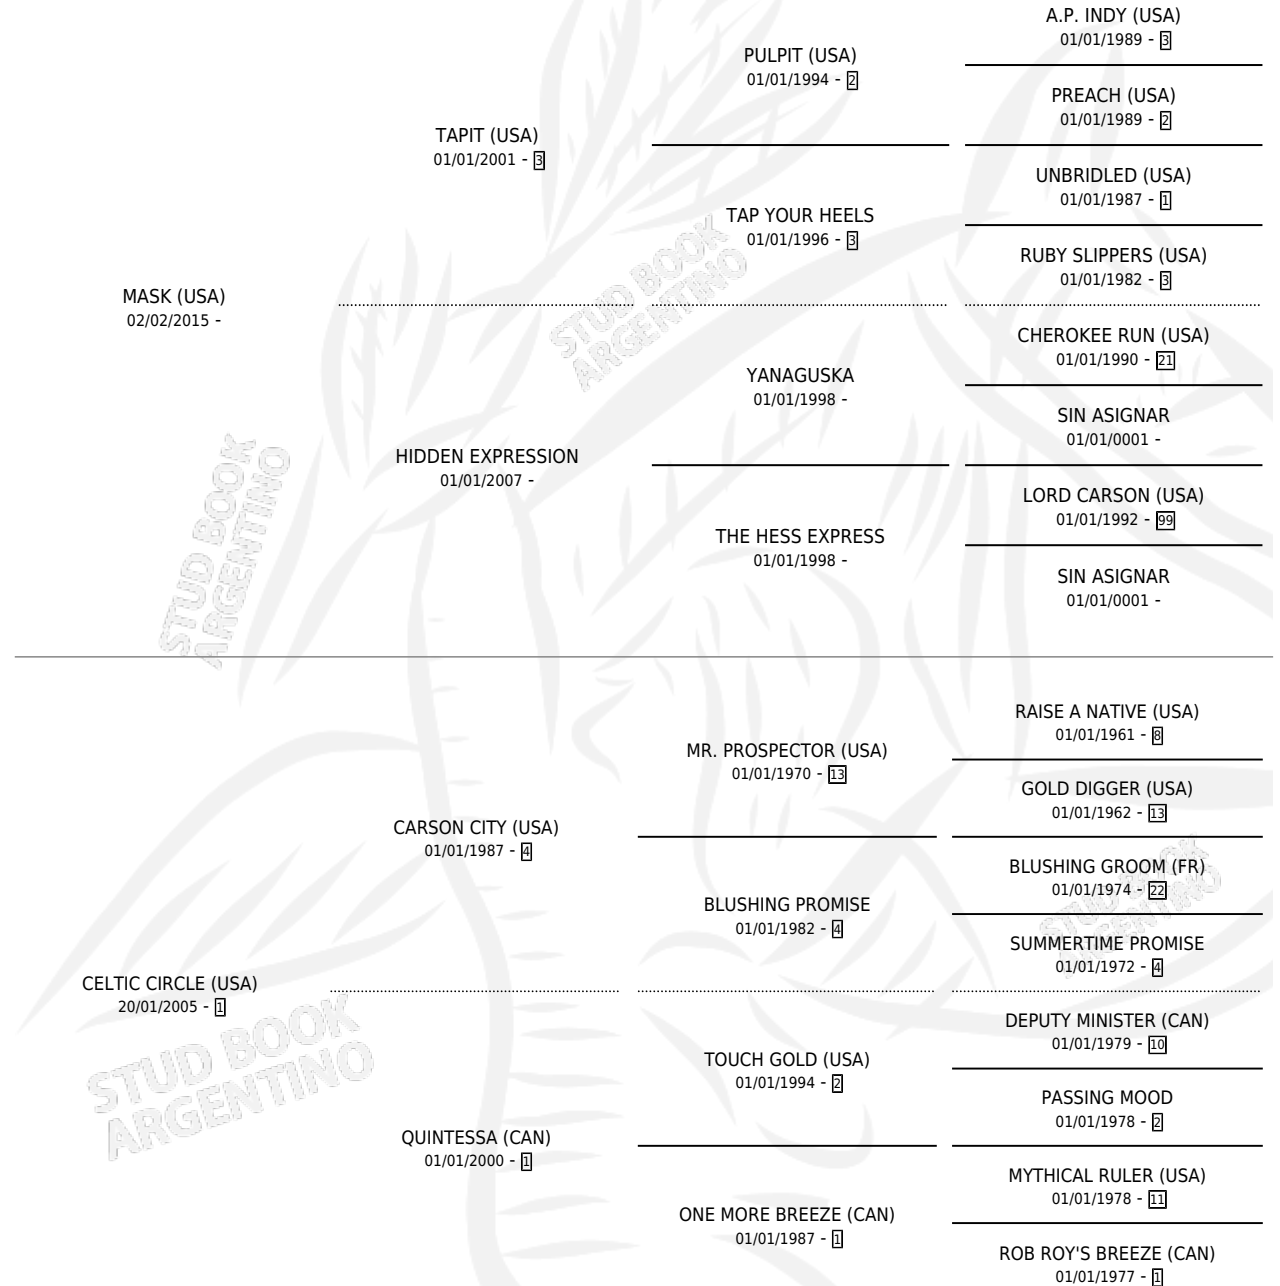 A.P. INDY (USA)
01/01/1989 - 3
PULPIT (USA)
01/01/1994 - 2
PREACH (USA)
01/01/1989 - 2
TAPIT (USA)
01/01/2001 - 3
UNBRIDLED (USA)
01/01/1987 - 1
TAP YOUR HEELS
01/01/1996 - 3
RUBY SLIPPERS (USA)
01/01/1982 - 3
MASK (USA)
02/02/2015 -
CHEROKEE RUN (USA)
01/01/1990 - 21
YANAGUSKA
01/01/1998 -
SIN ASIGNAR
01/01/0001 -
HIDDEN EXPRESSION
01/01/2007 -
LORD CARSON (USA)
01/01/1992 - 99
THE HESS EXPRESS
01/01/1998 -
SIN ASIGNAR
01/01/0001 -
STUD BOOK
ARGENTINO
STUD BOOK
ARGENTINO
RAISE A NATIVE (USA)
01/01/1961 - 8
MR. PROSPECTOR (USA)
01/01/1970 - 13
GOLD DIGGER (USA)
01/01/1962 - 13
CARSON CITY (USA)
01/01/1987 - 4
BLUSHING GROOM (FR)
01/01/1974 - 22
BLUSHING PROMISE
01/01/1982 - 4
SUMMERTIME PROMISE
01/01/1972 - 4
CELTIC CIRCLE (USA)
20/01/2005 - 1
DEPUTY MINISTER (CAN)
01/01/1979 - 10
TOUCH GOLD (USA)
01/01/1994 - 2
PASSING MOOD
01/01/1978 - 2
QUINTESSA (CAN)
01/01/2000 - 1
MYTHICAL RULER (USA)
01/01/1978 - 11
ONE MORE BREEZE (CAN)
01/01/1987 - 1
ROB ROY'S BREEZE (CAN)
01/01/1977 - 1
STUD BOOK
ARGENTINO
STUD BOOK
ARGENTINO